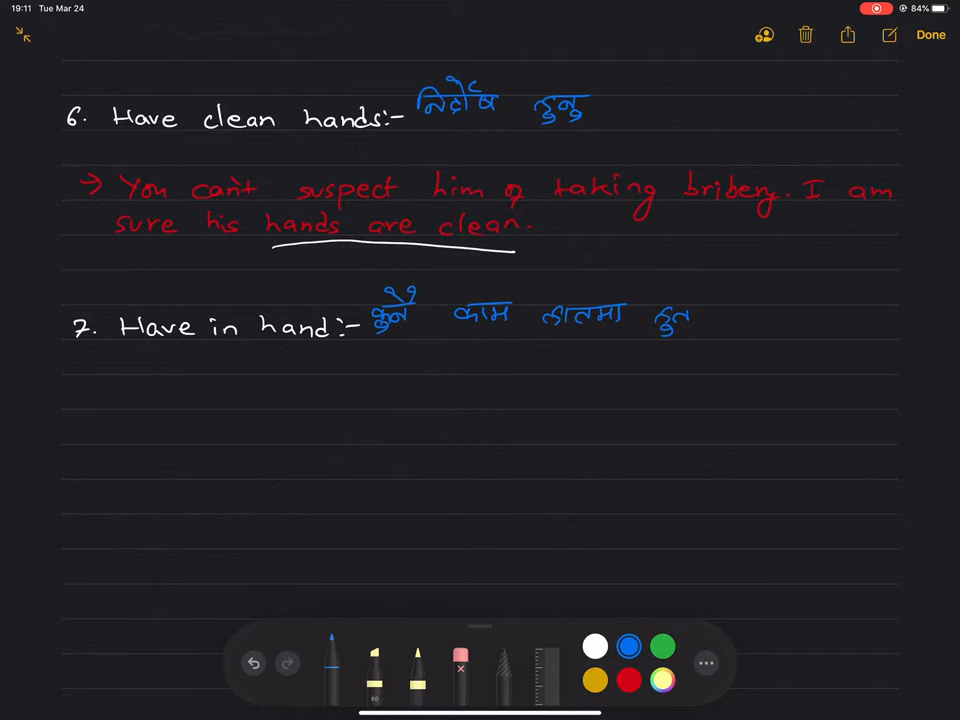 19:11 Tue Mar 24 84%
Done
6. Have clean hands:- निर्दोष हुनु
→ You can't suspect him of taking bribery. I am
sure his hands are clean.
7. Have in hand:- कुनै काम हातमा हुन
80